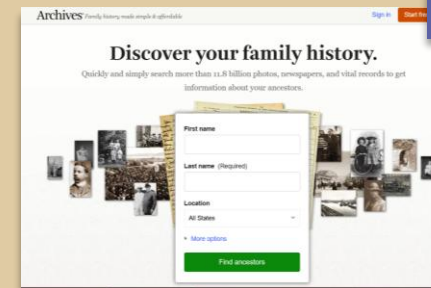 Archives Family history made simple & affordable
Sign in
Start free
Discover your family history.
Quickly and simply search more than 11.8 billion photos, newspapers, and vital records to get
information about your ancestors.
First name
Last name (Required)
Location
All States
More options
Find ancestors